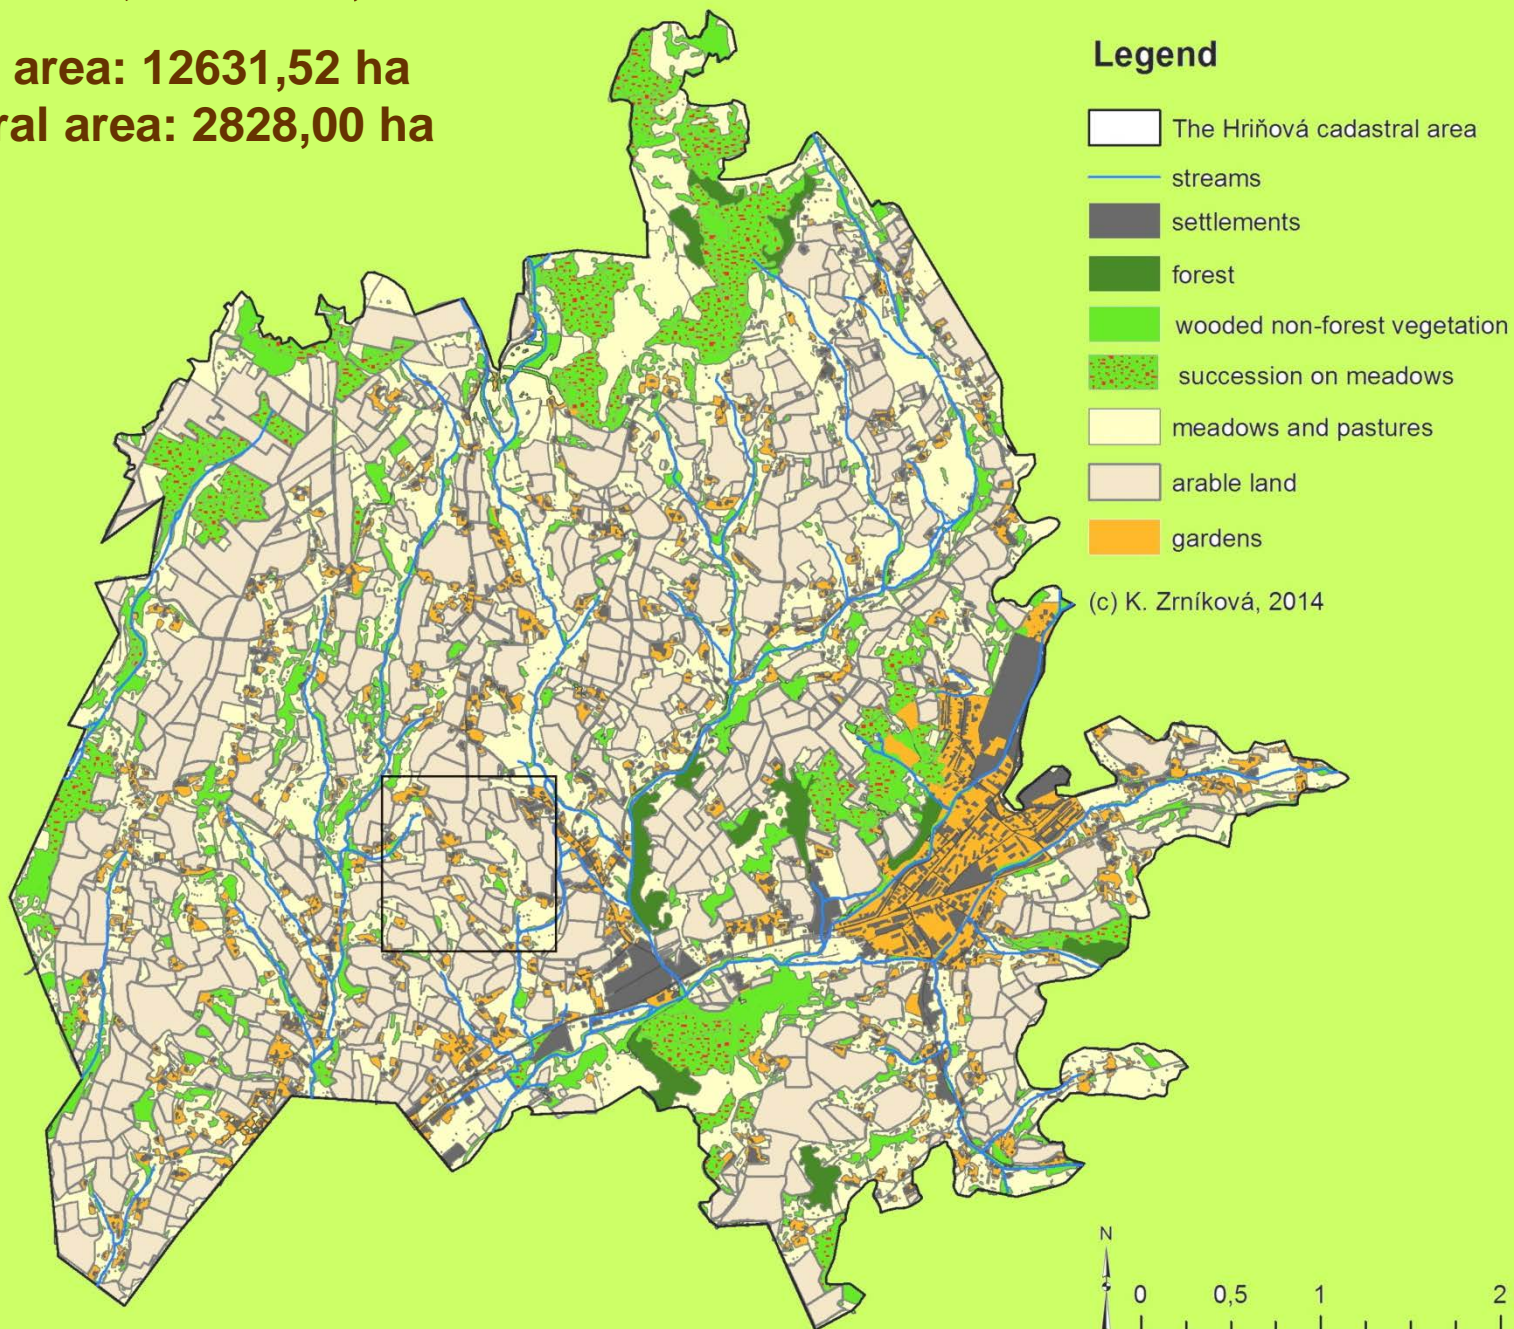 area: 12631,52 ha
ral area: 2828,00 ha
Legend
The Hriňová cadastral area
streams
settlements
forest
wooded non-forest vegetation
succession on meadows
meadows and pastures
arable land
gardens
(c) K. Zrníková, 2014
N
0 0,5 1 2